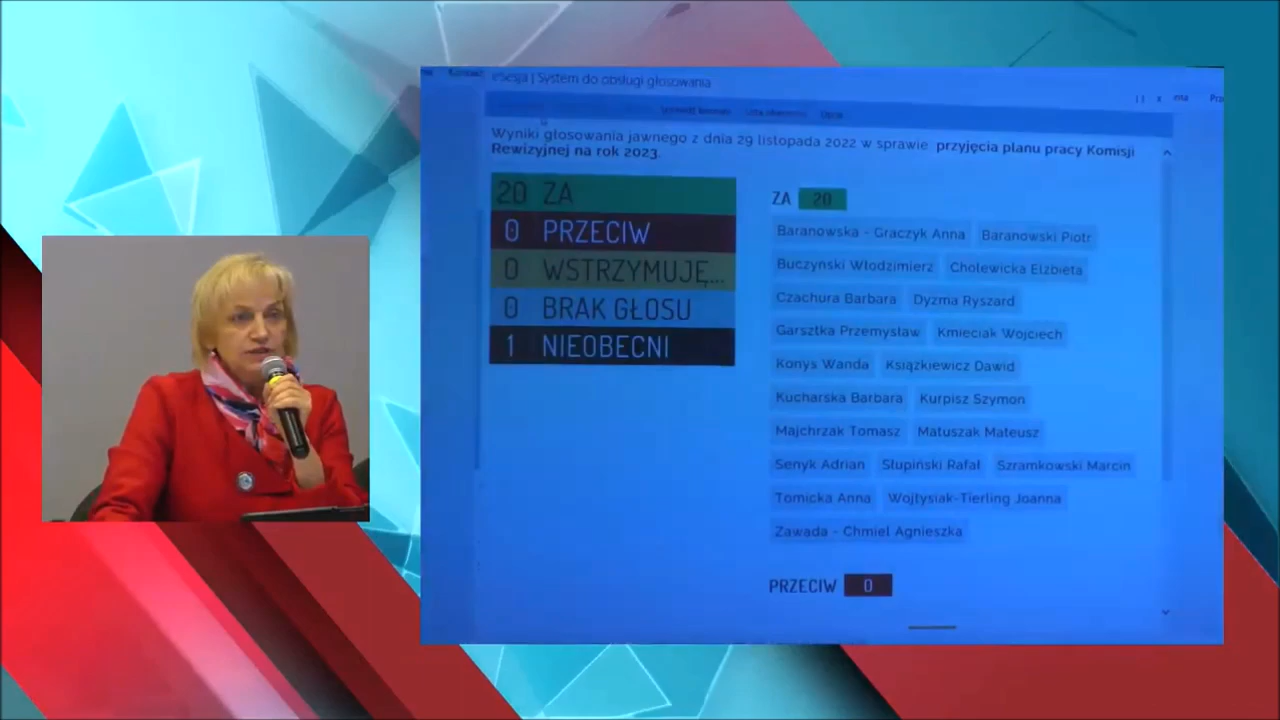 eSesja | System do obsługi głosowania
Wyniki głosowania jawnego z dnia 29 listopada 2022 w sprawie przyjęcia planu pracy Komisji
Rewizyjnej na rok 2023.
20 ZA
0 PRZECIW
0 WSTRZYMUJĘ...
0 BRAK GŁOSU
1 NIEOBECNI
ZA 20
Baranowska - Graczyk Anna Baranowski Piotr
Buczyński Włodzimierz Cholewicka Elżbieta
Czachura Barbara Dyzma Ryszard
Garsztka Przemysław Kmieciak Wojciech
Konys Wanda Książkiewicz Dawid
Kucharska Barbara Kurpisz Szymon
Majchrzak Tomasz Matuszak Mateusz
Senyk Adrian Słupiński Rafał Szramkowski Marcin
Tomicka Anna Wojtysiak-Tierling Joanna
Zawada - Chmiel Agnieszka
PRZECIW 0